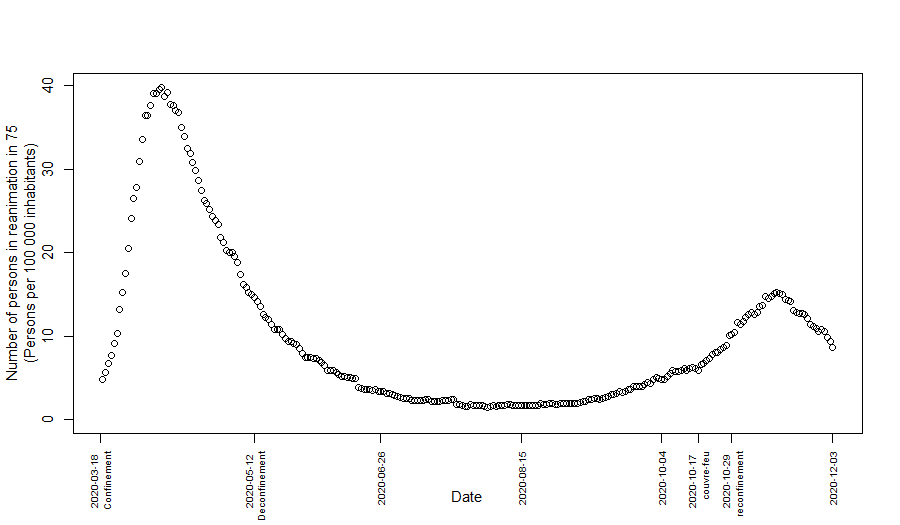 Number of persons in reanimation in 75
(Persons per 100 000 inhabitants)
40
30
20
10
0
2020-03-18
Confinement
2020-05-12
Deconfinement
2020-06-26
2020-08-15
2020-10-04
2020-10-17
couvre-feu
2020-10-29
reconfinement
2020-12-03
Date